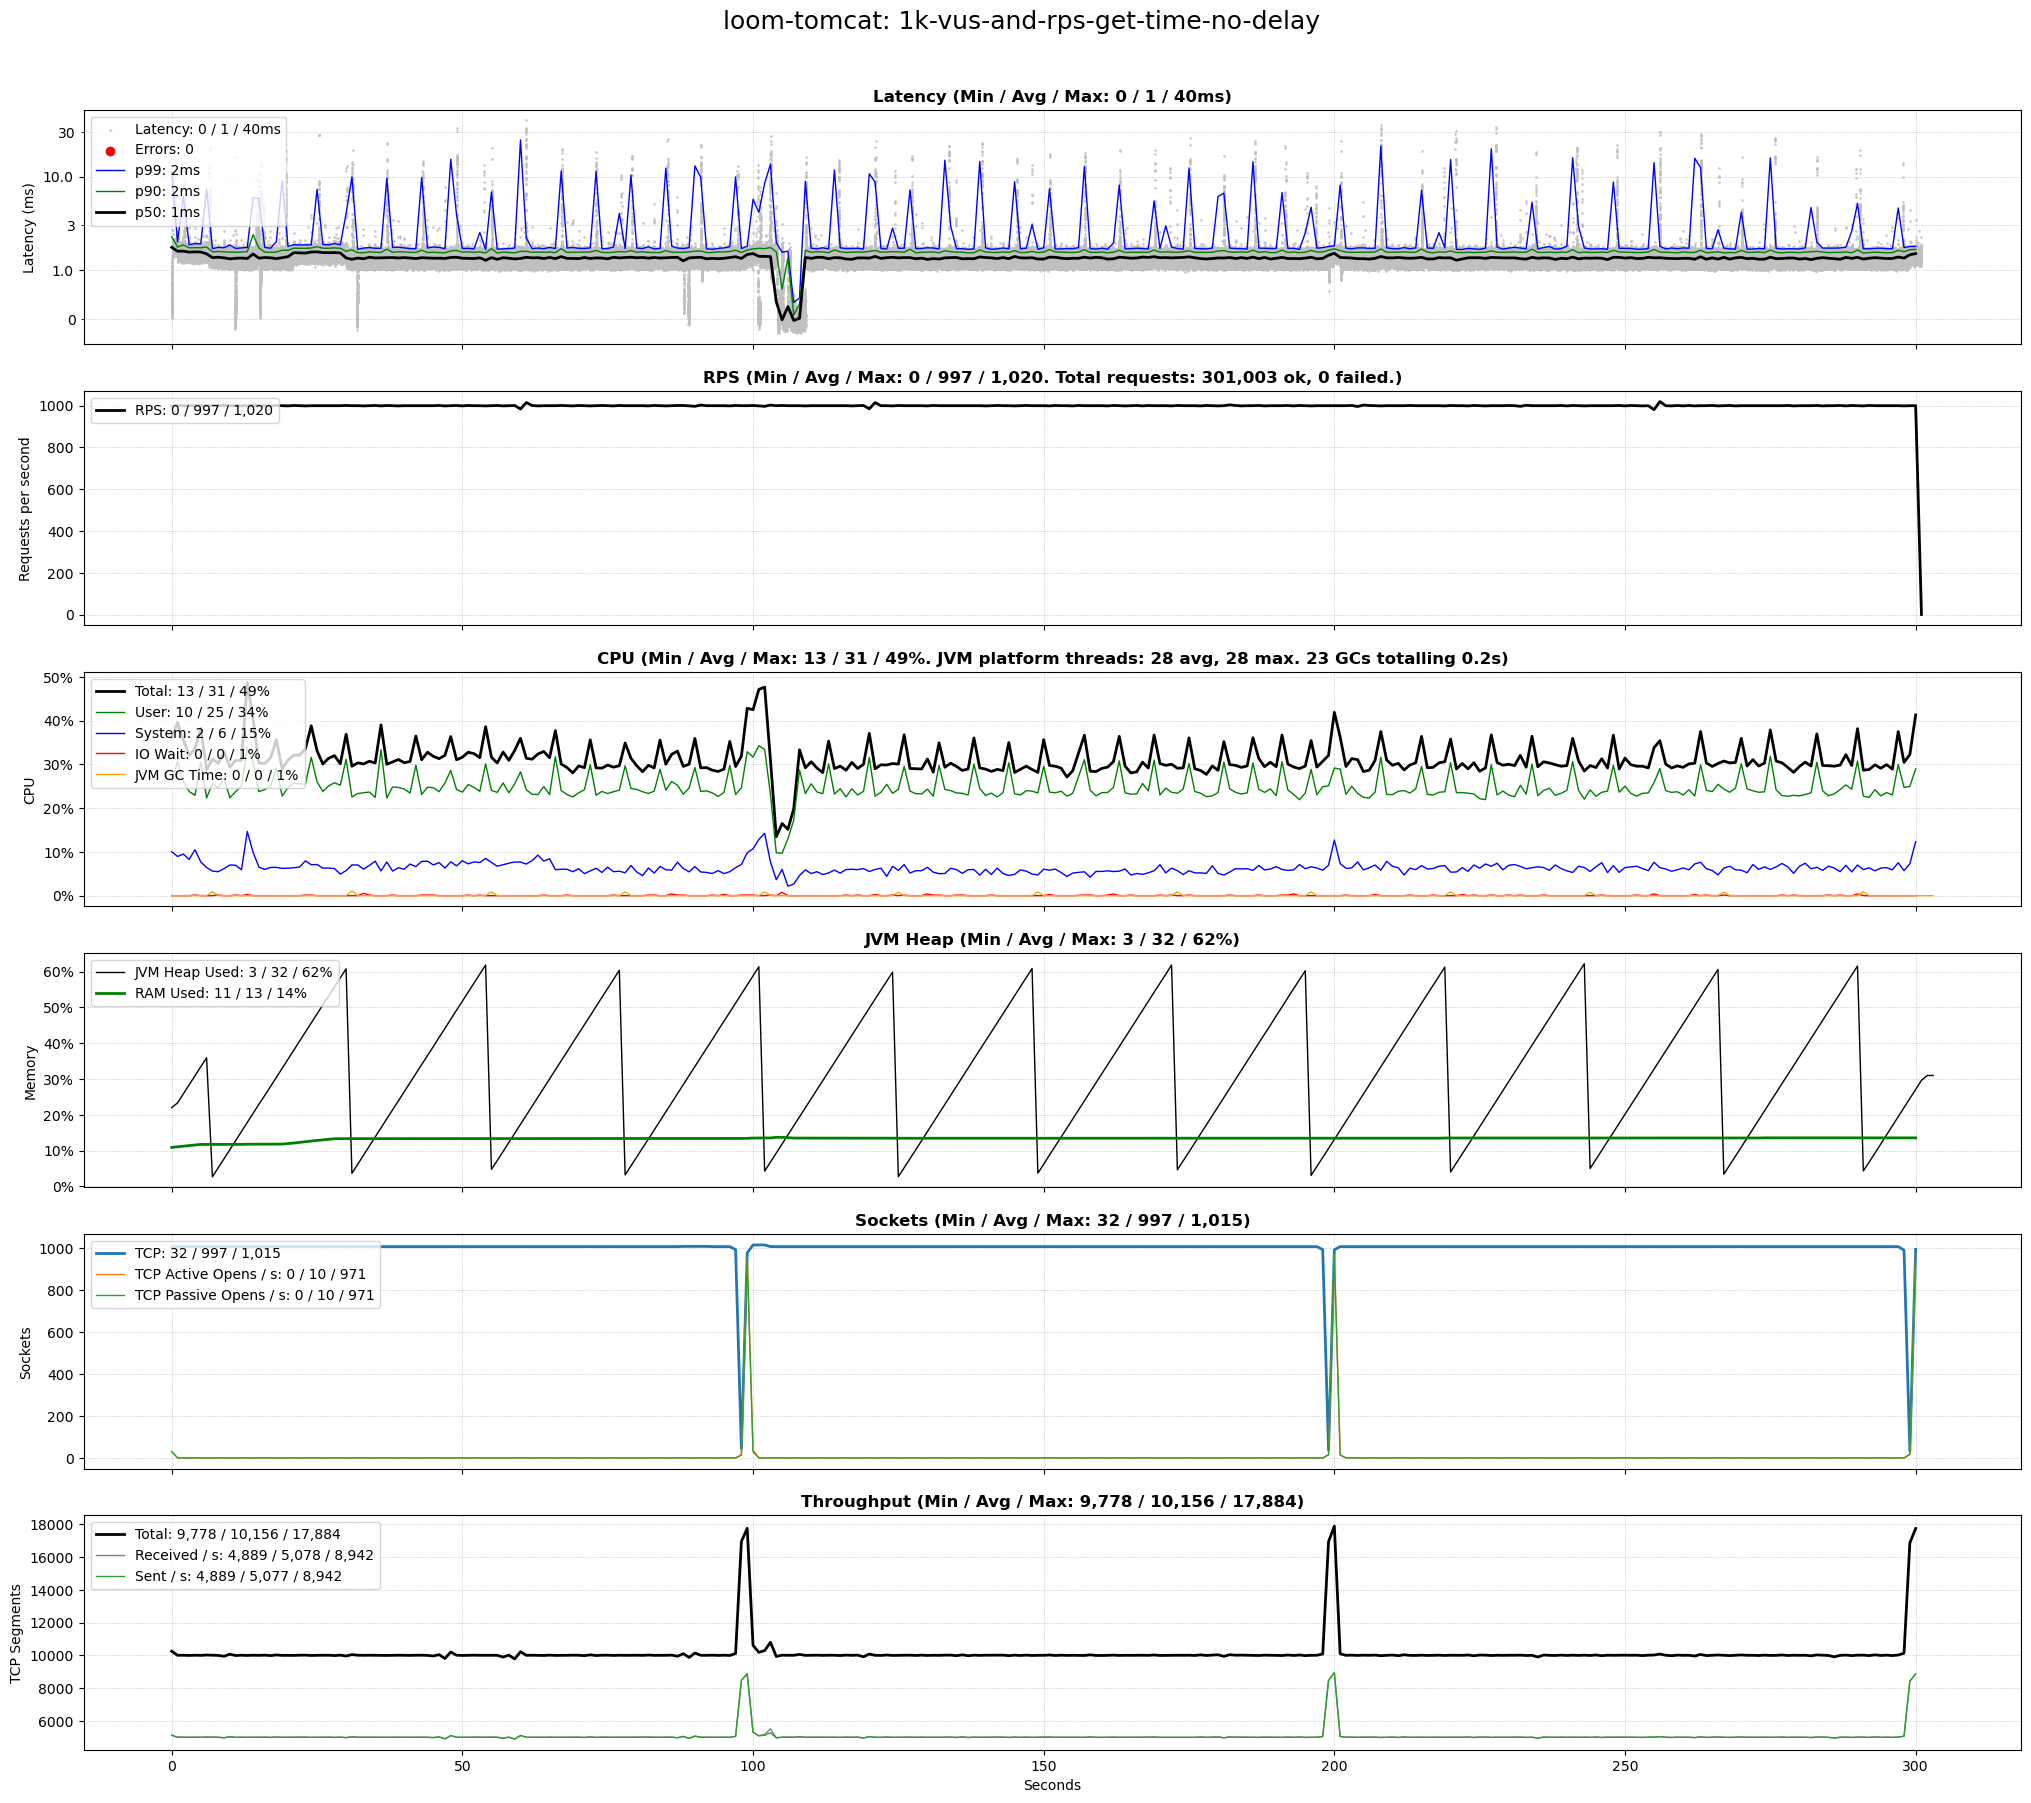 loom-tomcat: 1k-vus-and-rps-get-time-no-delay
Latency (Min / Avg / Max: 0 / 1 / 40ms)
Latency (ms)
30
10.0
3
1.0
0
Latency: 0 / 1 / 40ms
Errors: 0
p99: 2ms
p90: 2ms
p50: 1ms
RPS (Min / Avg / Max: 0 / 997 / 1,020. Total requests: 301,003 ok, 0 failed.)
Requests per second
1000
800
600
400
200
0
RPS: 0 / 997 / 1,020
CPU (Min / Avg / Max: 13 / 31 / 49%. JVM platform threads: 28 avg, 28 max. 23 GCs totalling 0.2s)
CPU
50%
40%
30%
20%
10%
0%
Total: 13 / 31 / 49%
User: 10 / 25 / 34%
System: 2 / 6 / 15%
IO Wait: 0 / 0 / 1%
JVM GC Time: 0 / 0 / 1%
JVM Heap (Min / Avg / Max: 3 / 32 / 62%)
Memory
60%
50%
40%
30%
20%
10%
0%
JVM Heap Used: 3 / 32 / 62%
RAM Used: 11 / 13 / 14%
Sockets (Min / Avg / Max: 32 / 997 / 1,015)
Sockets
1000
800
600
400
200
0
TCP: 32 / 997 / 1,015
TCP Active Opens / s: 0 / 10 / 971
TCP Passive Opens / s: 0 / 10 / 971
Throughput (Min / Avg / Max: 9,778 / 10,156 / 17,884)
TCP Segments
18000
16000
14000
12000
10000
8000
6000
Total: 9,778 / 10,156 / 17,884
Received / s: 4,889 / 5,078 / 8,942
Sent / s: 4,889 / 5,077 / 8,942
0
50
100
150
200
250
300
Seconds